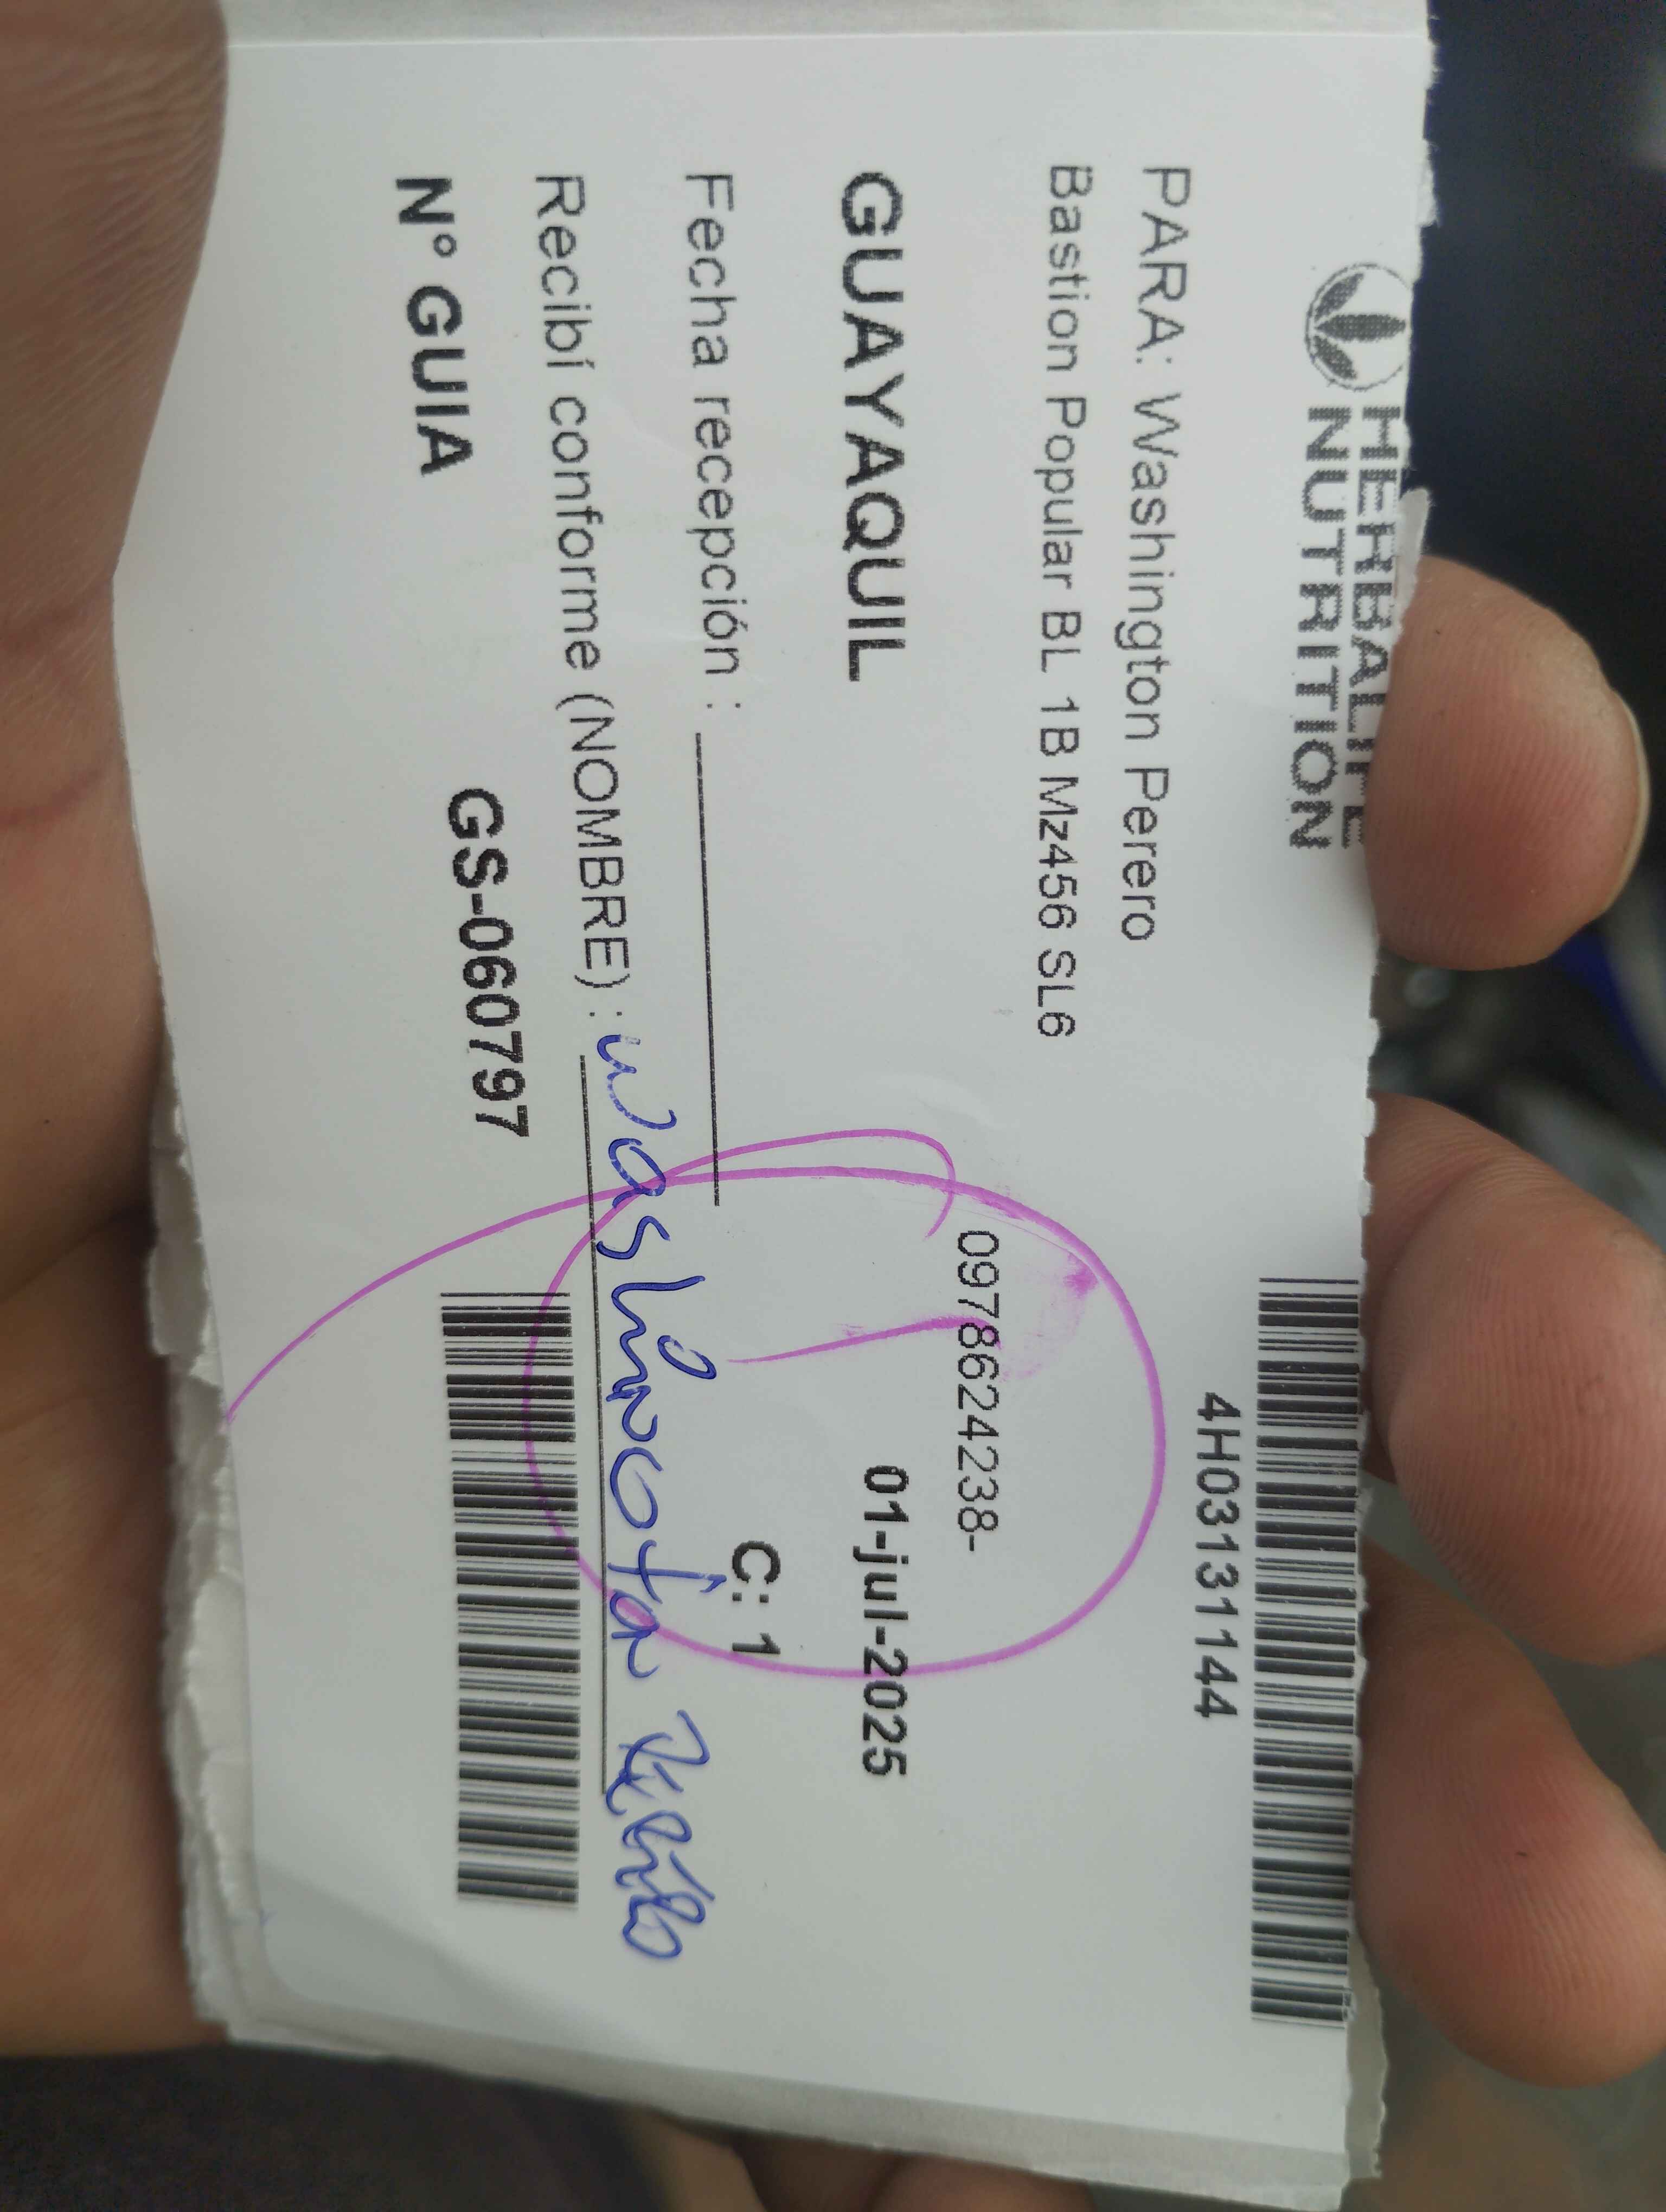 HERBALIFE
NUTRITION
4H03131144
PARA: Washington Perero
Bastion Popular BL 1B Mz456 SL6
0978624238-
GUAYAQUIL
01-jul-2025
Fecha recepción :
C: 1
Recibí conforme (NOMBRE) :
N° GUIA
GS-060797